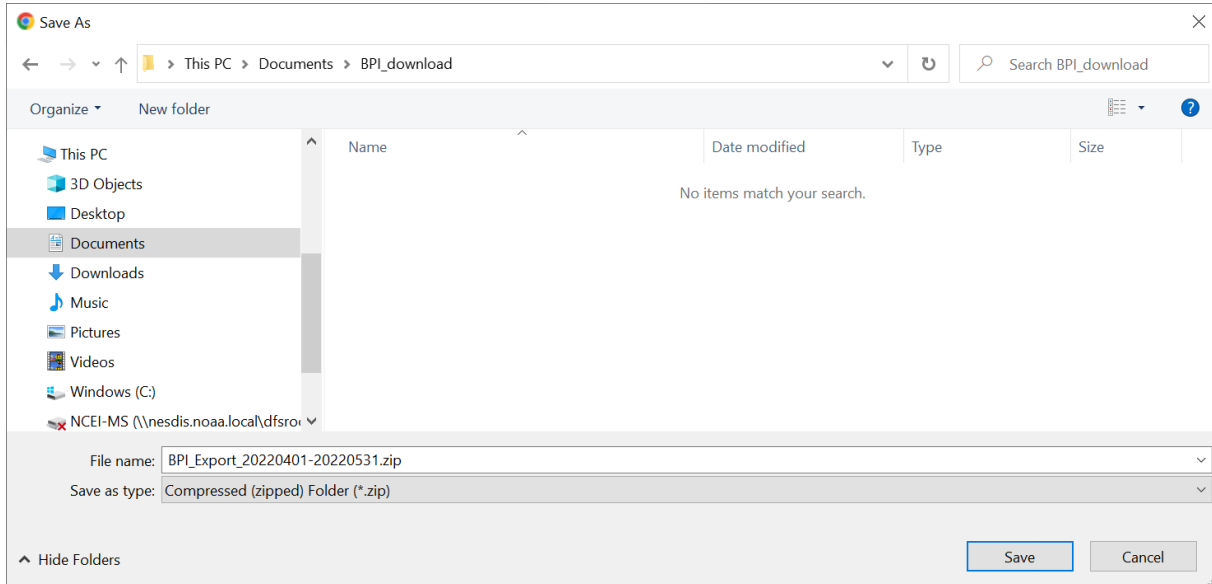 Save As
This PC > Documents > BPI_download
Search BPI_download
Organize
New folder
Name
Date modified
Type
Size
No items match your search.
This PC
3D Objects
Desktop
Documents
Downloads
Music
Pictures
Videos
Windows (C:)
NCEI-MS (\\nesdis.noaa.local\dfsro
File name: BPI_Export_20220401-20220531.zip
Save as type: Compressed (zipped) Folder (*.zip)
Hide Folders
Save
Cancel